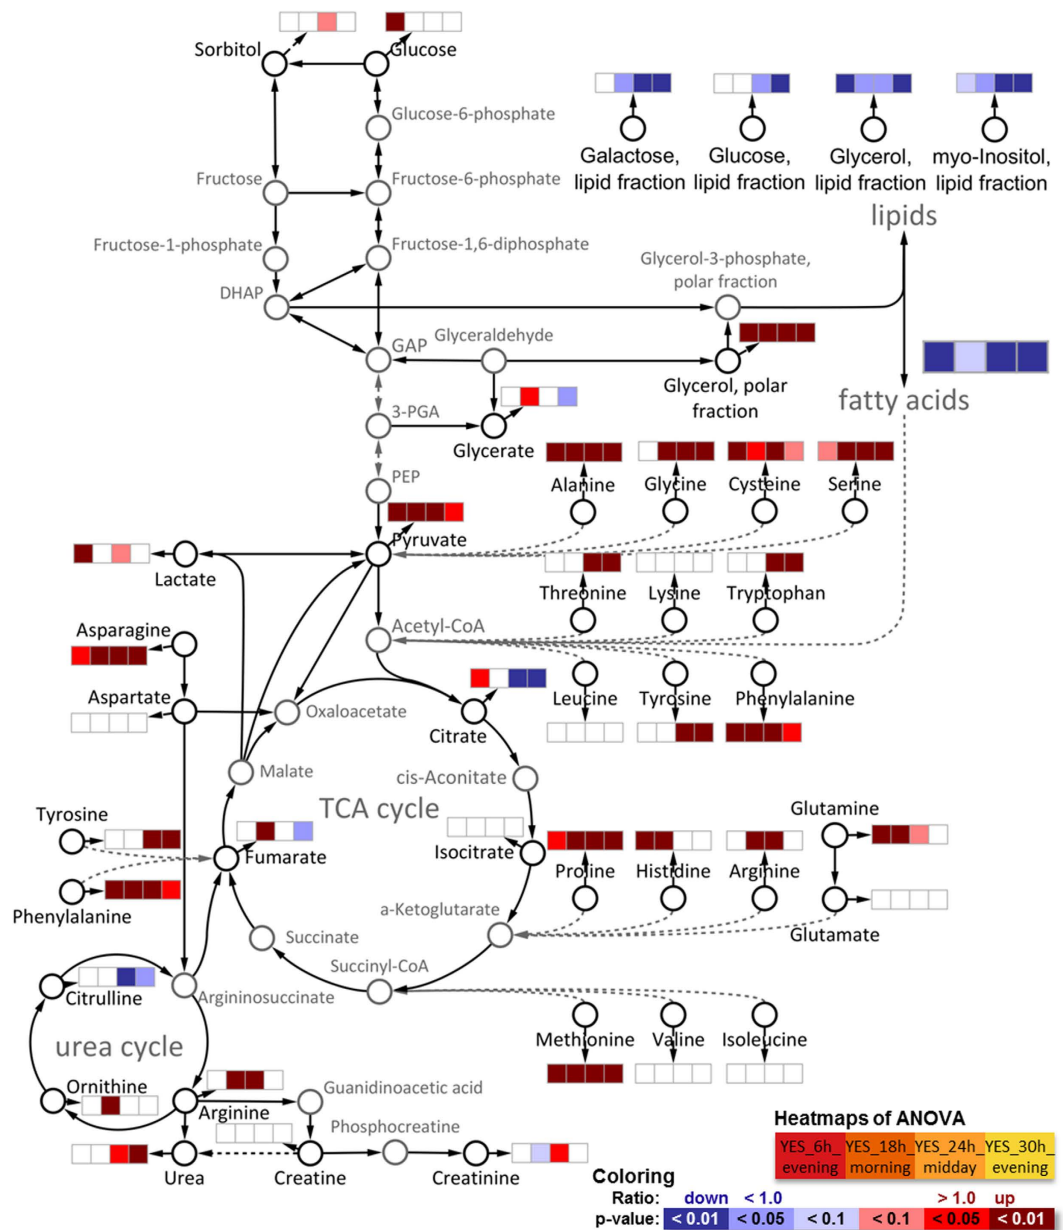 Sorbitol
Glucose
Glucose-6-phosphate
Galactose,
lipid fraction
Glucose,
lipid fraction
Glycerol,
lipid fraction
myo-Inositol,
lipid fraction
Fructose
Fructose-6-phosphate
lipids
Fructose-1-phosphate
Fructose-1,6-diphosphate
Glycerol-3-phosphate,
polar fraction
DHAP
GAP
Glyceraldehyde
Glycerol, polar
fraction
fatty acids
3-PGA
Glycerate
PEP
Alanine
Glycine
Cysteine
Serine
Pyruvate
Lactate
Threonine
Lysine
Tryptophan
Asparagine
Acetyl-CoA
Aspartate
Oxaloacetate
Citrate
Leucine
Tyrosine
Phenylalanine
Malate
cis-Aconitate
TCA cycle
Tyrosine
Fumarate
Isocitrate
Proline
Histidine
Arginine
Glutamine
Phenylalanine
a-Ketoglutarate
Glutamate
Succinate
Succinyl-CoA
Citrulline
Argininosuccinate
urea cycle
Methionine
Valine
Isoleucine
Ornithine
Arginine
Guanidinoacetic acid
Phosphocreatine
Urea
Creatine
Creatinine
Heatmaps of ANOVA
YES_6h_ YES_18h_ YES_24h_ YES_30h_
evening morning midday evening
Coloring
Ratio: down < 1.0 > 1.0 up
p-value: < 0.01 < 0.05 < 0.1 < 0.1 < 0.05 < 0.01